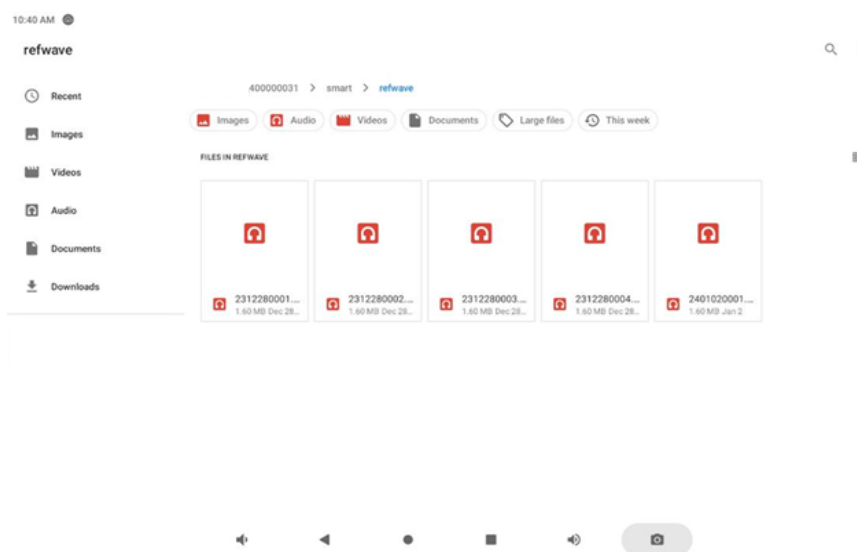 10:40 AM
refwave
Recent
Images
Videos
Audio
Documents
Downloads
400000031 > smart > refwave
Images Audio Videos Documents Large files This week
FILES IN REFWAVE
2312280001.... 2312280002.... 2312280003.... 2312280004.... 2401020001....
1.60 MB Dec 28... 1.60 MB Dec 28... 1.60 MB Dec 28... 1.60 MB Dec 28... 1.60 MB Jan 2